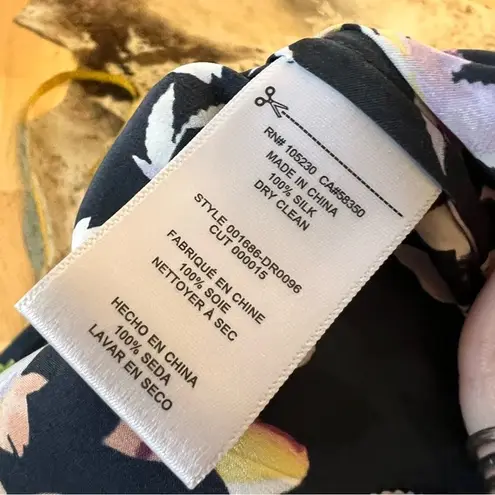 RN# 105230 CA#58350
MADE IN CHINA
100% SILK
DRY CLEAN
STYLE 001686-DR0096
CUT 000015
FABRIQUÉ EN CHINE
100% SOIE
NETTOYER À SEC
HECHO EN CHINA
100% SEDA
LAVAR EN SECO